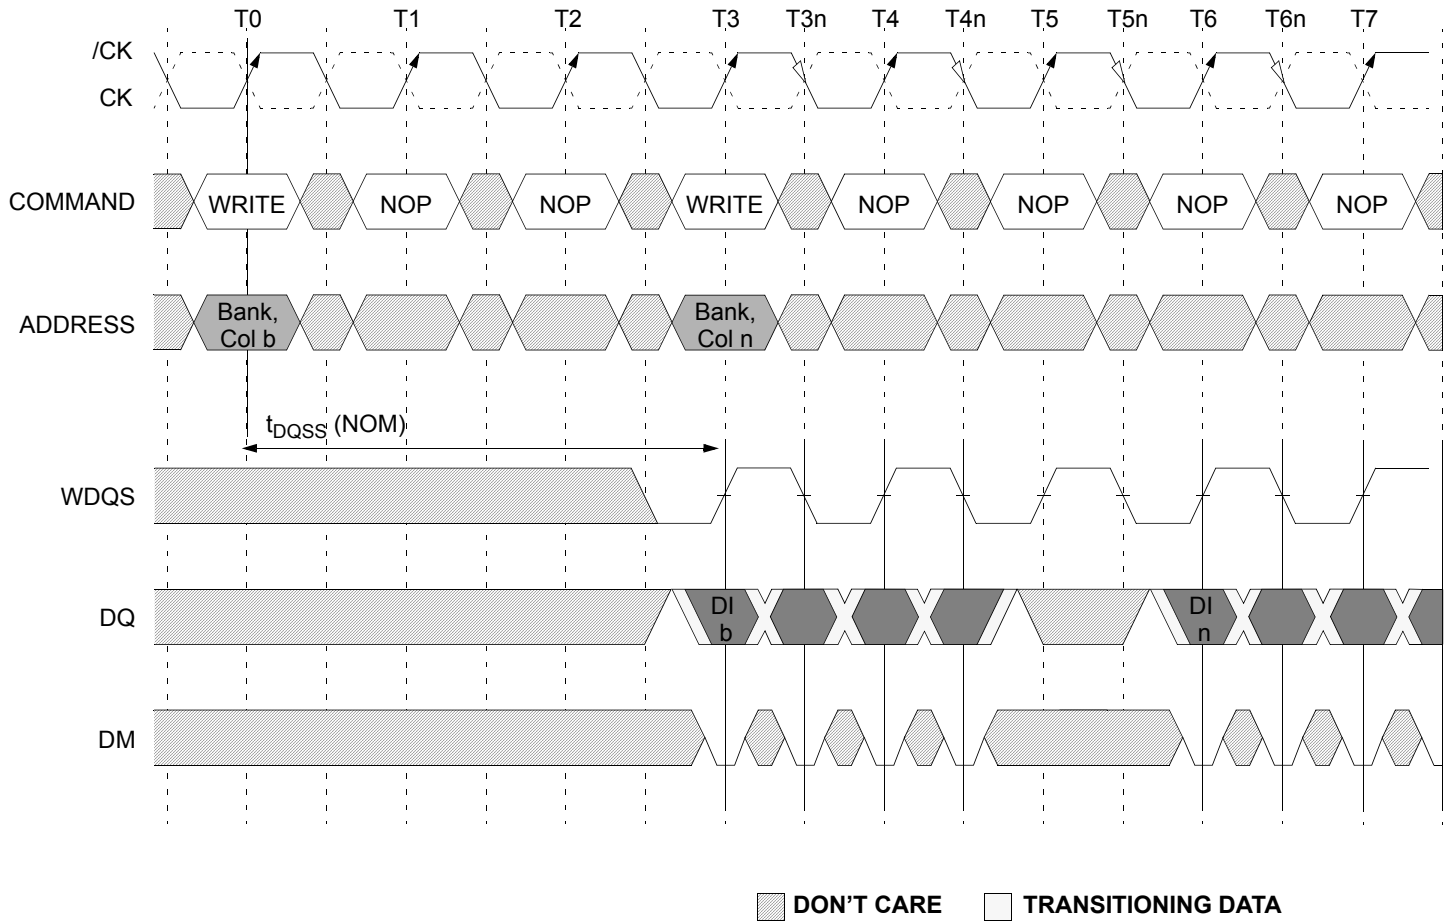 T0 T1 T2 T3 T3n T4 T4n T5 T5n T6 T6n T7
/CK
CK
COMMAND WRITE NOP NOP WRITE NOP NOP NOP NOP
ADDRESS Bank, Col b Bank, Col n
tDQSS (NOM)
WDQS
DQ DI b DI n
DM
DON'T CARE TRANSITIONING DATA